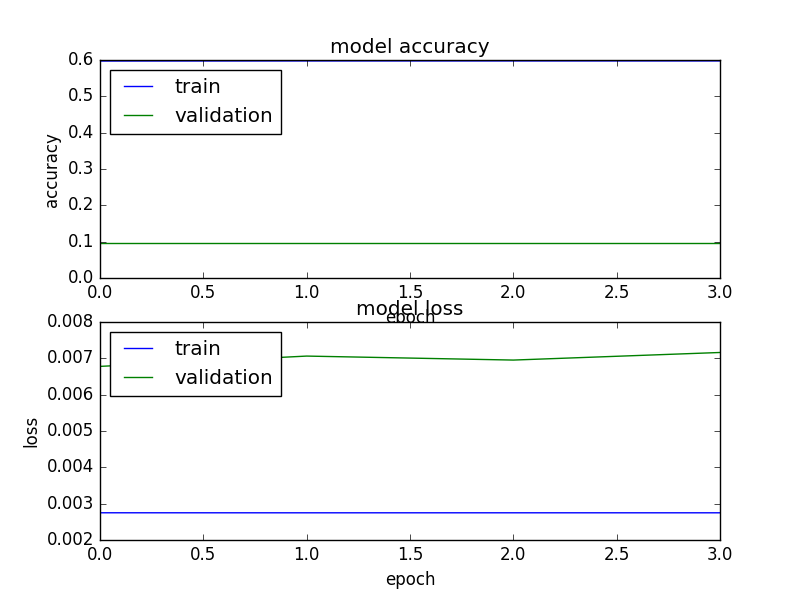 model accuracy
0.6
0.5
0.4
0.3
0.2
0.1
0.0
accuracy
train
validation
0.0 0.5 1.0 1.5 2.0 2.5 3.0
epoch
model loss
0.008
0.007
0.006
0.005
0.004
0.003
0.002
loss
train
validation
0.0 0.5 1.0 1.5 2.0 2.5 3.0
epoch